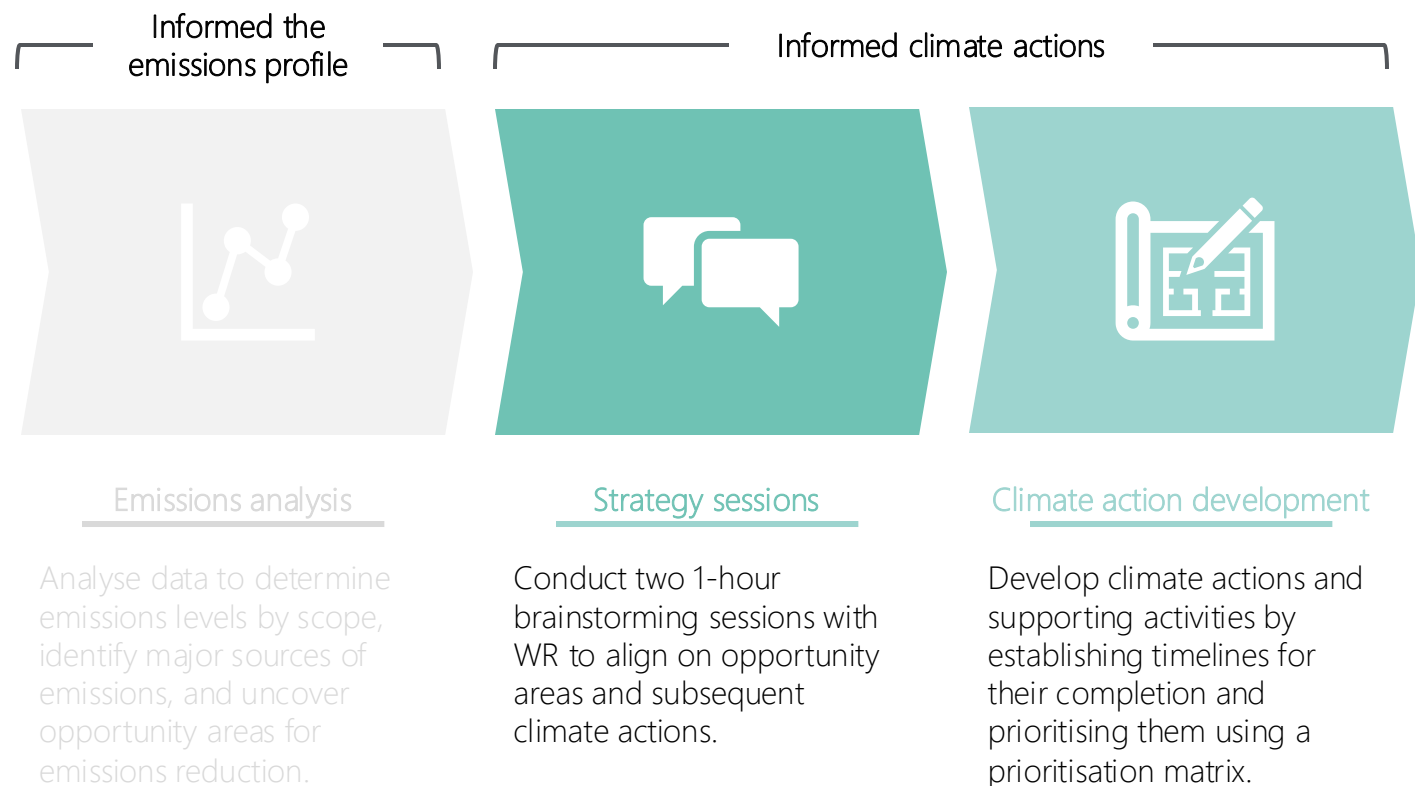 Informed the
emissions profile
Informed climate actions
Emissions analysis
Analyse data to determine
emissions levels by scope,
identify major sources of
emissions, and uncover
opportunity areas for
emissions reduction.
Strategy sessions
Conduct two 1-hour
brainstorming sessions with
WR to align on opportunity
areas and subsequent
climate actions.
Climate action development
Develop climate actions and
supporting activities by
establishing timelines for
their completion and
prioritising them using a
prioritisation matrix.